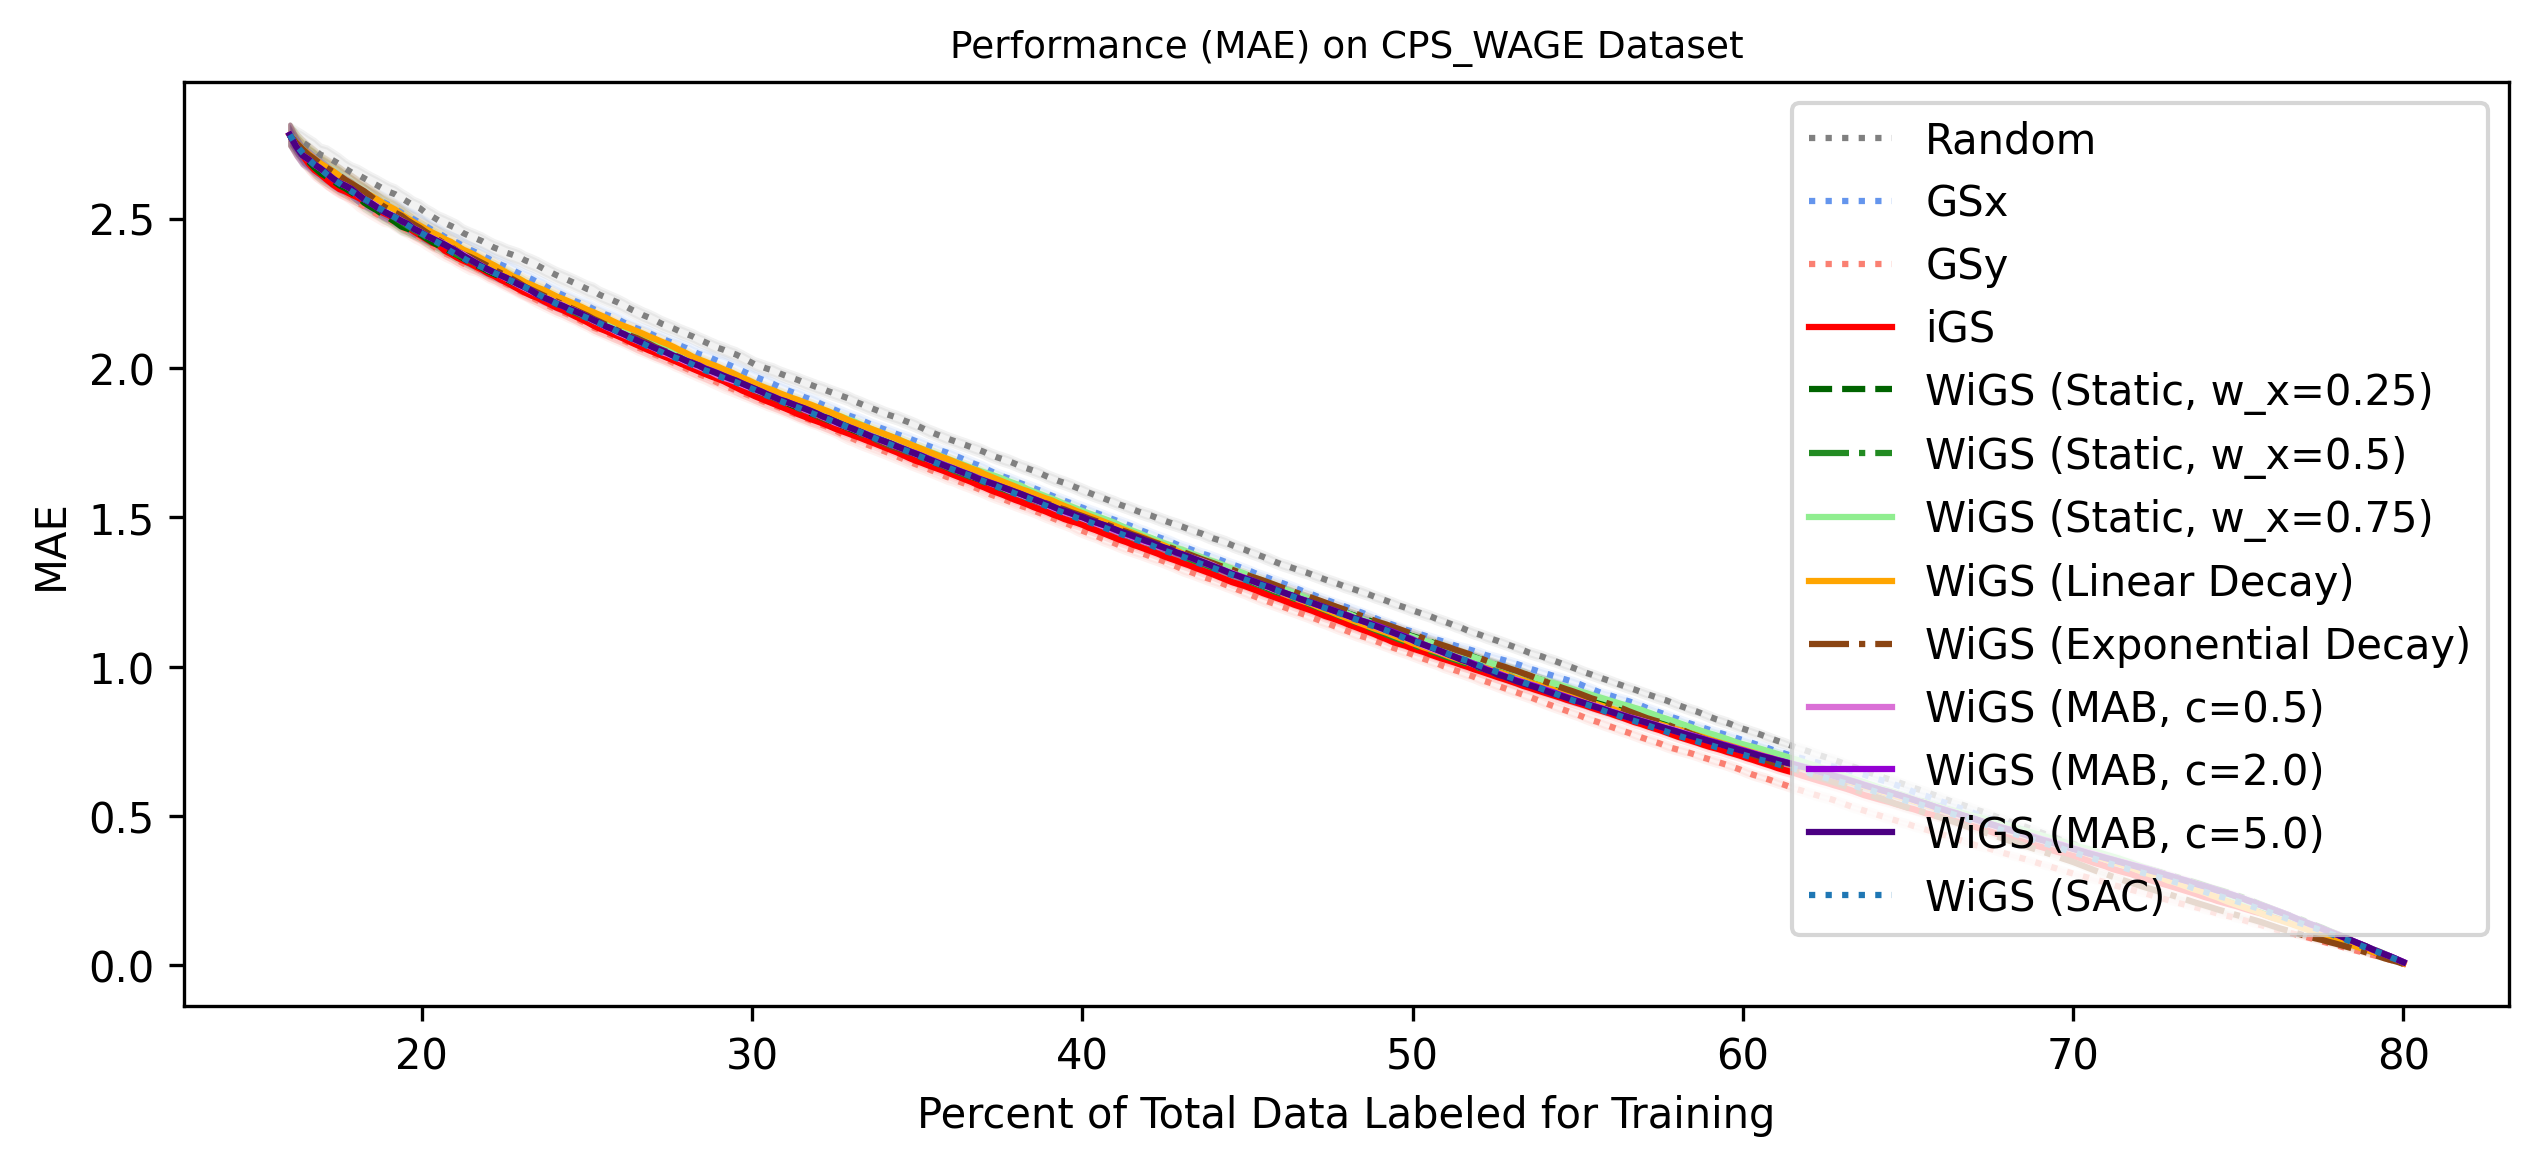 Performance (MAE) on CPS_WAGE Dataset
MAE
2.5
2.0
1.5
1.0
0.5
0.0
20
30
40
50
60
70
80
Percent of Total Data Labeled for Training
Random
GSx
GSy
iGS
WiGS (Static, w_x=0.25)
WiGS (Static, w_x=0.5)
WiGS (Static, w_x=0.75)
WiGS (Linear Decay)
WiGS (Exponential Decay)
WiGS (MAB, c=0.5)
WiGS (MAB, c=2.0)
WiGS (MAB, c=5.0)
WiGS (SAC)